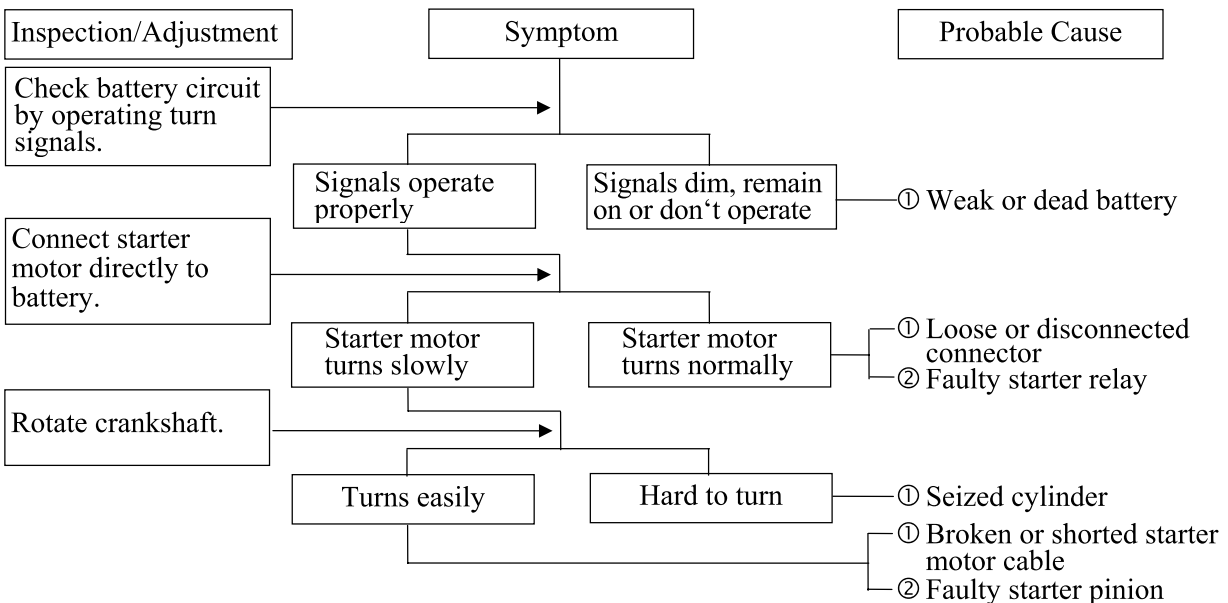 Inspection/Adjustment
Symptom
Probable Cause
Check battery circuit
by operating turn
signals.
Signals operate
properly
Signals dim, remain
on or don‘t operate
① Weak or dead battery
Connect starter
motor directly to
battery.
Starter motor
turns slowly
Starter motor
turns normally
① Loose or disconnected
connector
② Faulty starter relay
Rotate crankshaft.
Turns easily
Hard to turn
① Seized cylinder
① Broken or shorted starter
motor cable
② Faulty starter pinion